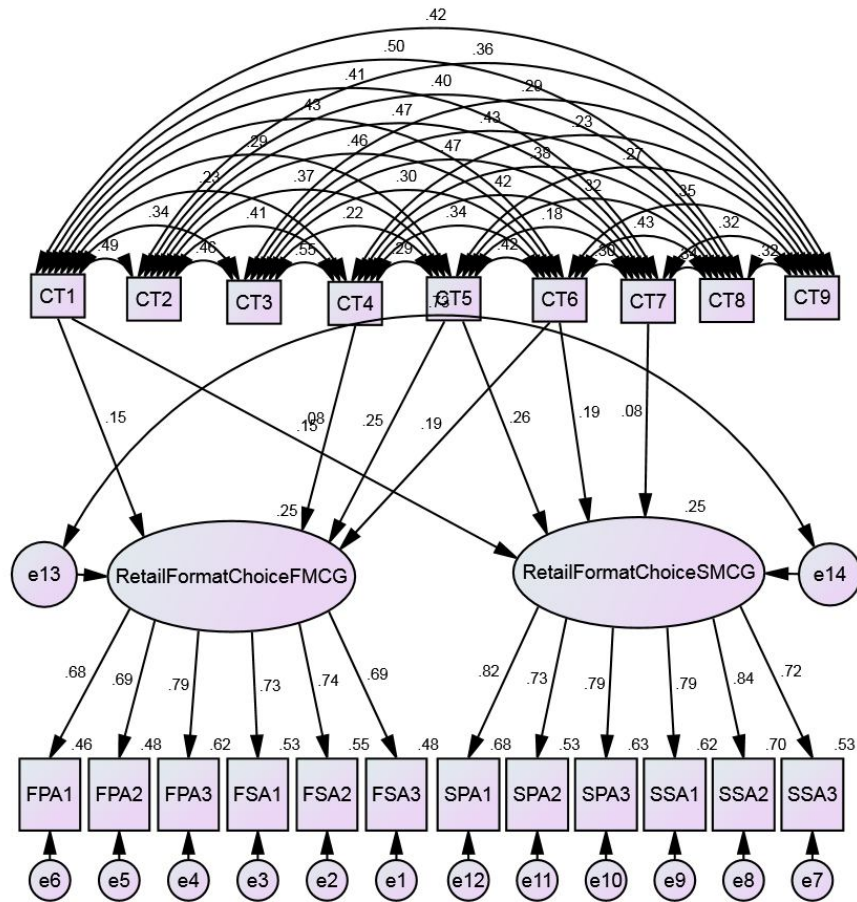 .42
.50 .36
.41 .40 .29
.43 .47 .43 .23
.29 .46 .47 .38 .27
.23 .37 .30 .42 .32 .35
.34 .41 .22 .34 .18 .43 .32
.49 .46 .55 .29 .42 .30 .34 .32
CT1 CT2 CT3 CT4 CT5 CT6 CT7 CT8 CT9
.73
.15 .15 .08 .25 .19 .26 .19 .08
.25 .25
e13 RetailFormatChoiceFMCG RetailFormatChoiceSMCG e14
.68 .69 .79 .73 .74 .69 .82 .73 .79 .79 .84 .72
.46 .48 .62 .53 .55 .48 .68 .53 .63 .62 .70 .53
FPA1 FPA2 FPA3 FSA1 FSA2 FSA3 SPA1 SPA2 SPA3 SSA1 SSA2 SSA3
e6 e5 e4 e3 e2 e1 e12 e11 e10 e9 e8 e7